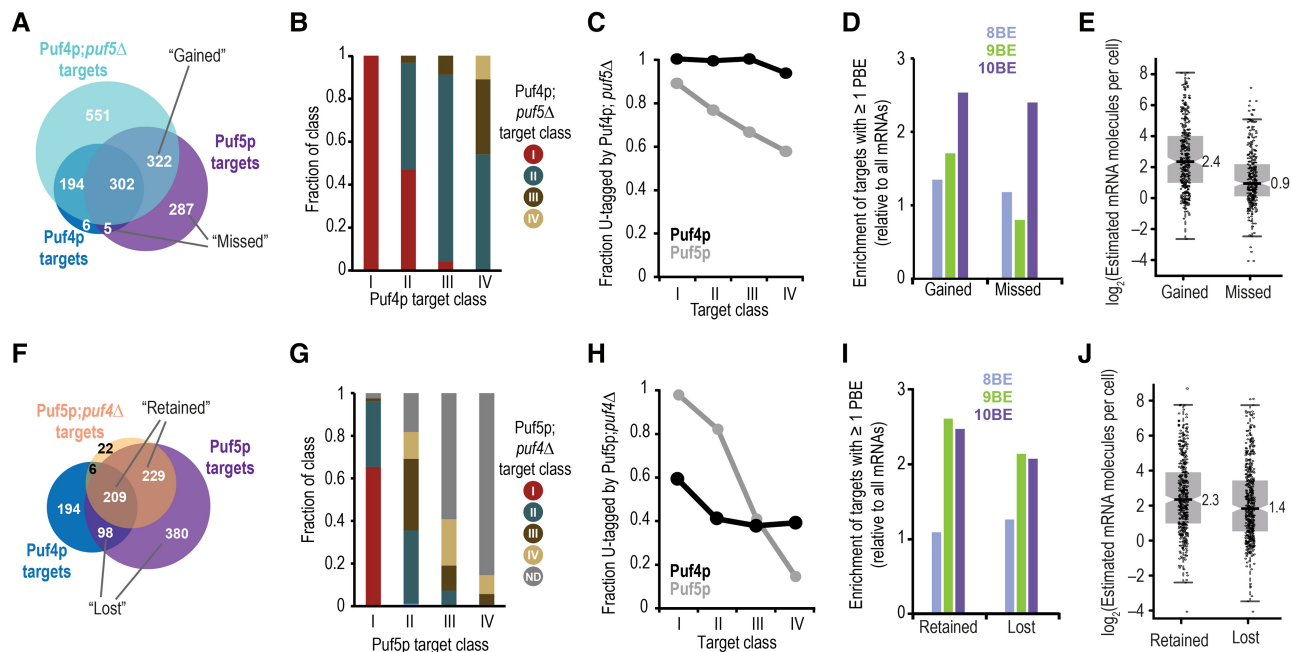 A
Puf4p;puf5Δ
targets
“Gained”
551
Puf5p
targets
322
194
302
287
6
5
Puf4p
targets
“Missed”
B
Fraction of class
1
0.8
0.6
0.4
0.2
0
I
II
III
IV
Puf4p target class
Puf4p;
puf5Δ
target class
I
II
III
IV
C
Fraction U-tagged by Puf4p; puf5Δ
1
0.8
0.6
0.4
0.2
0
Puf4p
Puf5p
I
II
III
IV
Target class
D
Enrichment of targets with ≥ 1 PBE
(relative to all mRNAs)
8BE
9BE
10BE
3
2
1
0
Gained
Missed
E
log2(Estimated mRNA molecules per cell)
8
6
4
2
0
−2
−4
2.4
0.9
Gained
Missed
F
Puf5p;puf4Δ
targets
“Retained”
22
Puf5p
targets
6
229
194
209
98
380
Puf4p
targets
“Lost”
G
Fraction of class
1
0.8
0.6
0.4
0.2
0
I
II
III
IV
Puf5p target class
Puf5p;
puf4Δ
target class
I
II
III
IV
ND
H
Fraction U-tagged by Puf5p;puf4Δ
1
0.8
0.6
0.4
0.2
0
Puf4p
Puf5p
I
II
III
IV
Target class
I
Enrichment of targets with ≥ 1 PBE
(relative to all mRNAs)
8BE
9BE
10BE
3
2
1
0
Retained
Lost
J
log2(Estimated mRNA molecules per cell)
8
6
4
2
0
−2
−4
2.3
1.4
Retained
Lost